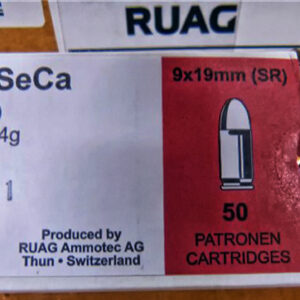 RUAG
SeCa
9x19mm (SR)
4g
1
50
PATRONEN
CARTRIDGES
Produced by
RUAG Ammotec AG
Thun • Switzerland